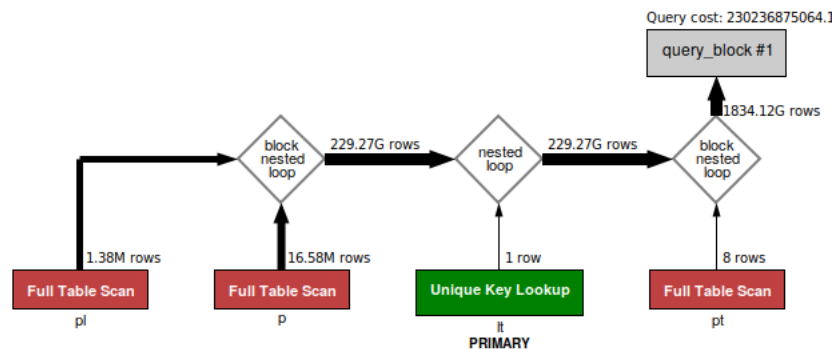 Query cost: 230236875064.1
query_block #1
1834.12G rows
block
nested
loop
229.27G rows
nested
loop
229.27G rows
block
nested
loop
1.38M rows
16.58M rows
1 row
8 rows
Full Table Scan
Full Table Scan
Unique Key Lookup
Full Table Scan
pl
p
lt
pt
PRIMARY